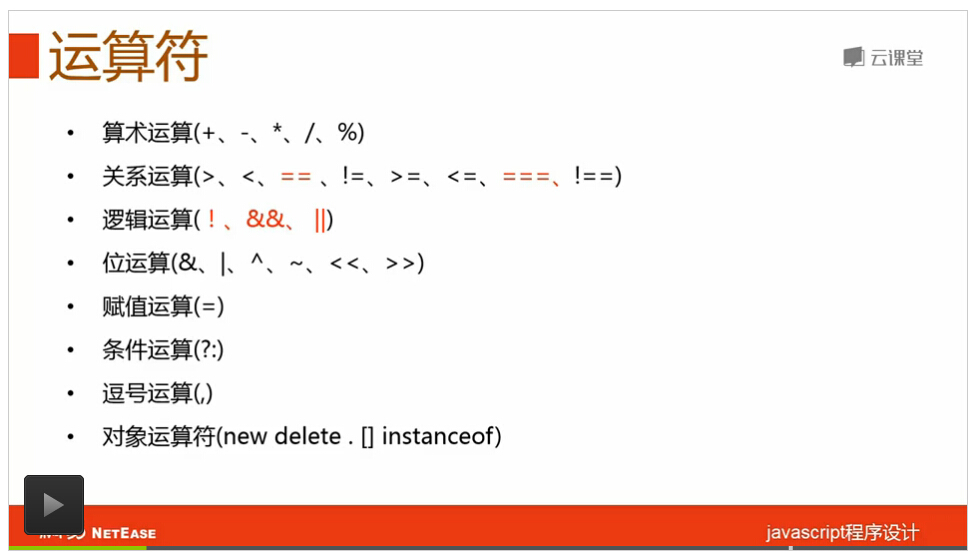 运算符
云课堂
• 算术运算(+、-、*、/、%)
• 关系运算(>、<、== 、!=、>=、<=、===、!==)
• 逻辑运算( ! 、&&、 ||)
• 位运算(&、|、^、~、<<、>>)
• 赋值运算(=)
• 条件运算(?:)
• 逗号运算(,)
• 对象运算符(new delete . [] instanceof)
NETEASE
javascript程序设计